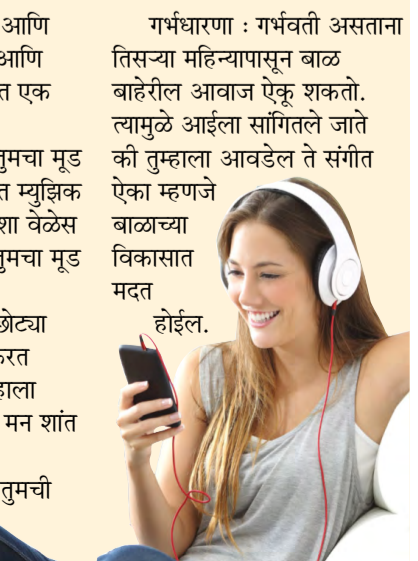 आणि
आणि
त एक
तुमचा मूड
त म्युझिक
शा वेळेस
तुमचा मूड
छोट्या
करत
हाला
मन शांत
तुमची
गर्भधारणा : गर्भवती असताना
तिसऱ्या महिन्यापासून बाळ
बाहेरील आवाज ऐकू शकतो.
त्यामुळे आईला सांगितले जाते
की तुम्हाला आवडेल ते संगीत
ऐका म्हणजे
बाळाच्या
विकासात
मदत
होईल.